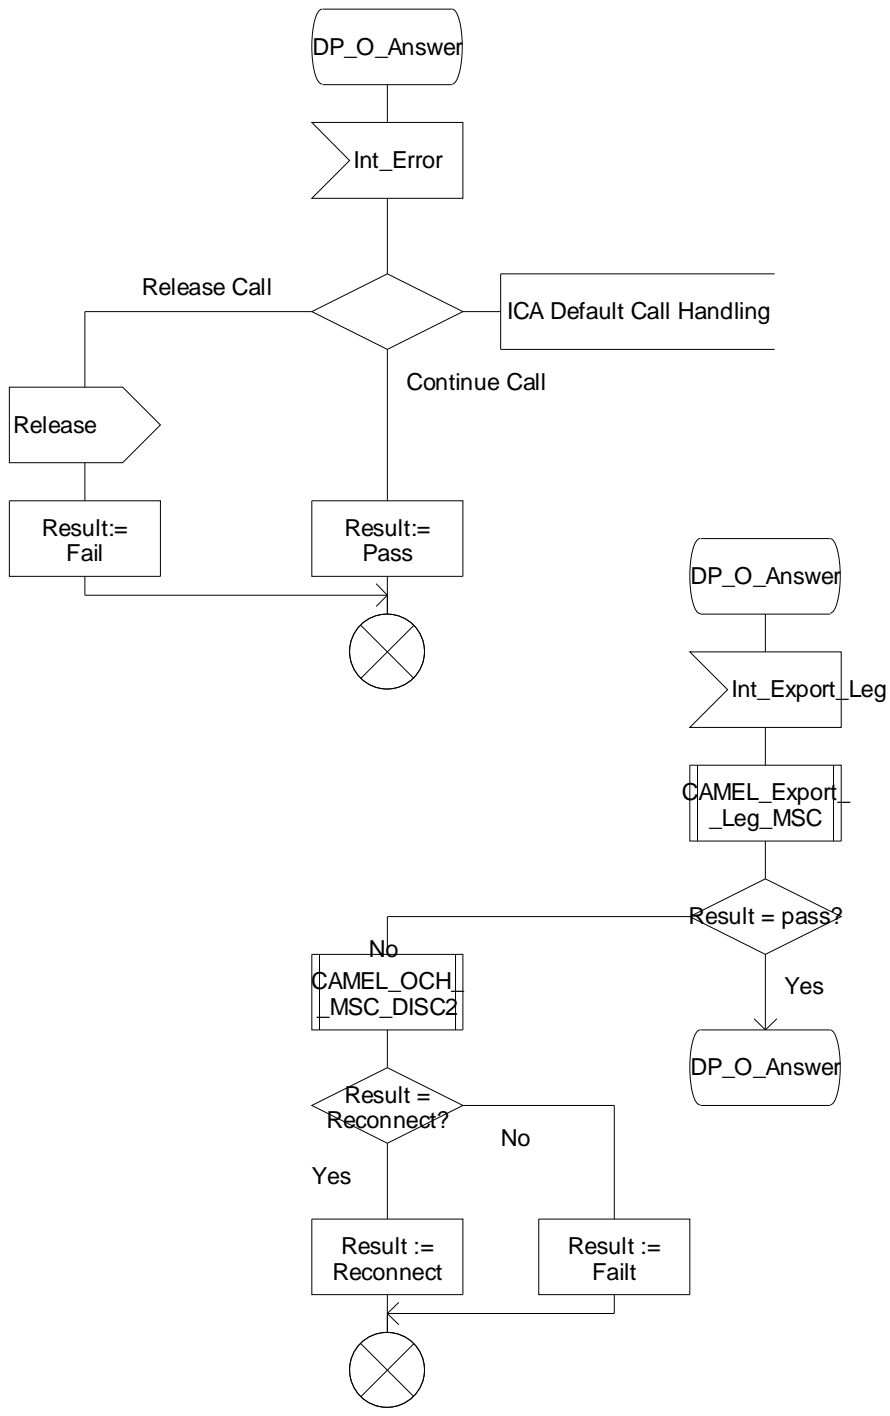 DP_O_Answer
Int_Error
Release Call
ICA Default Call Handling
Continue Call
Release
Result:=
Fail
Result:=
Pass
DP_O_Answer
Int_Export_Leg
CAMEL_Export_
_Leg_MSC
Result = pass?
No
Yes
CAMEL_OCH_
_MSC_DISC2
DP_O_Answer
Result =
Reconnect?
No
Yes
Result :=
Reconnect
Result :=
Failt